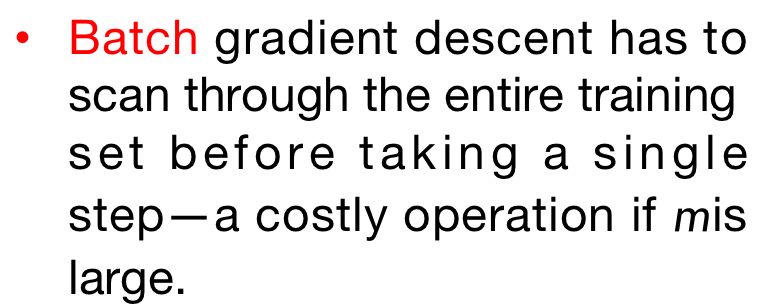 • Batch gradient descent has to
scan through the entire training
set before taking a single
step—a costly operation if mis
large.